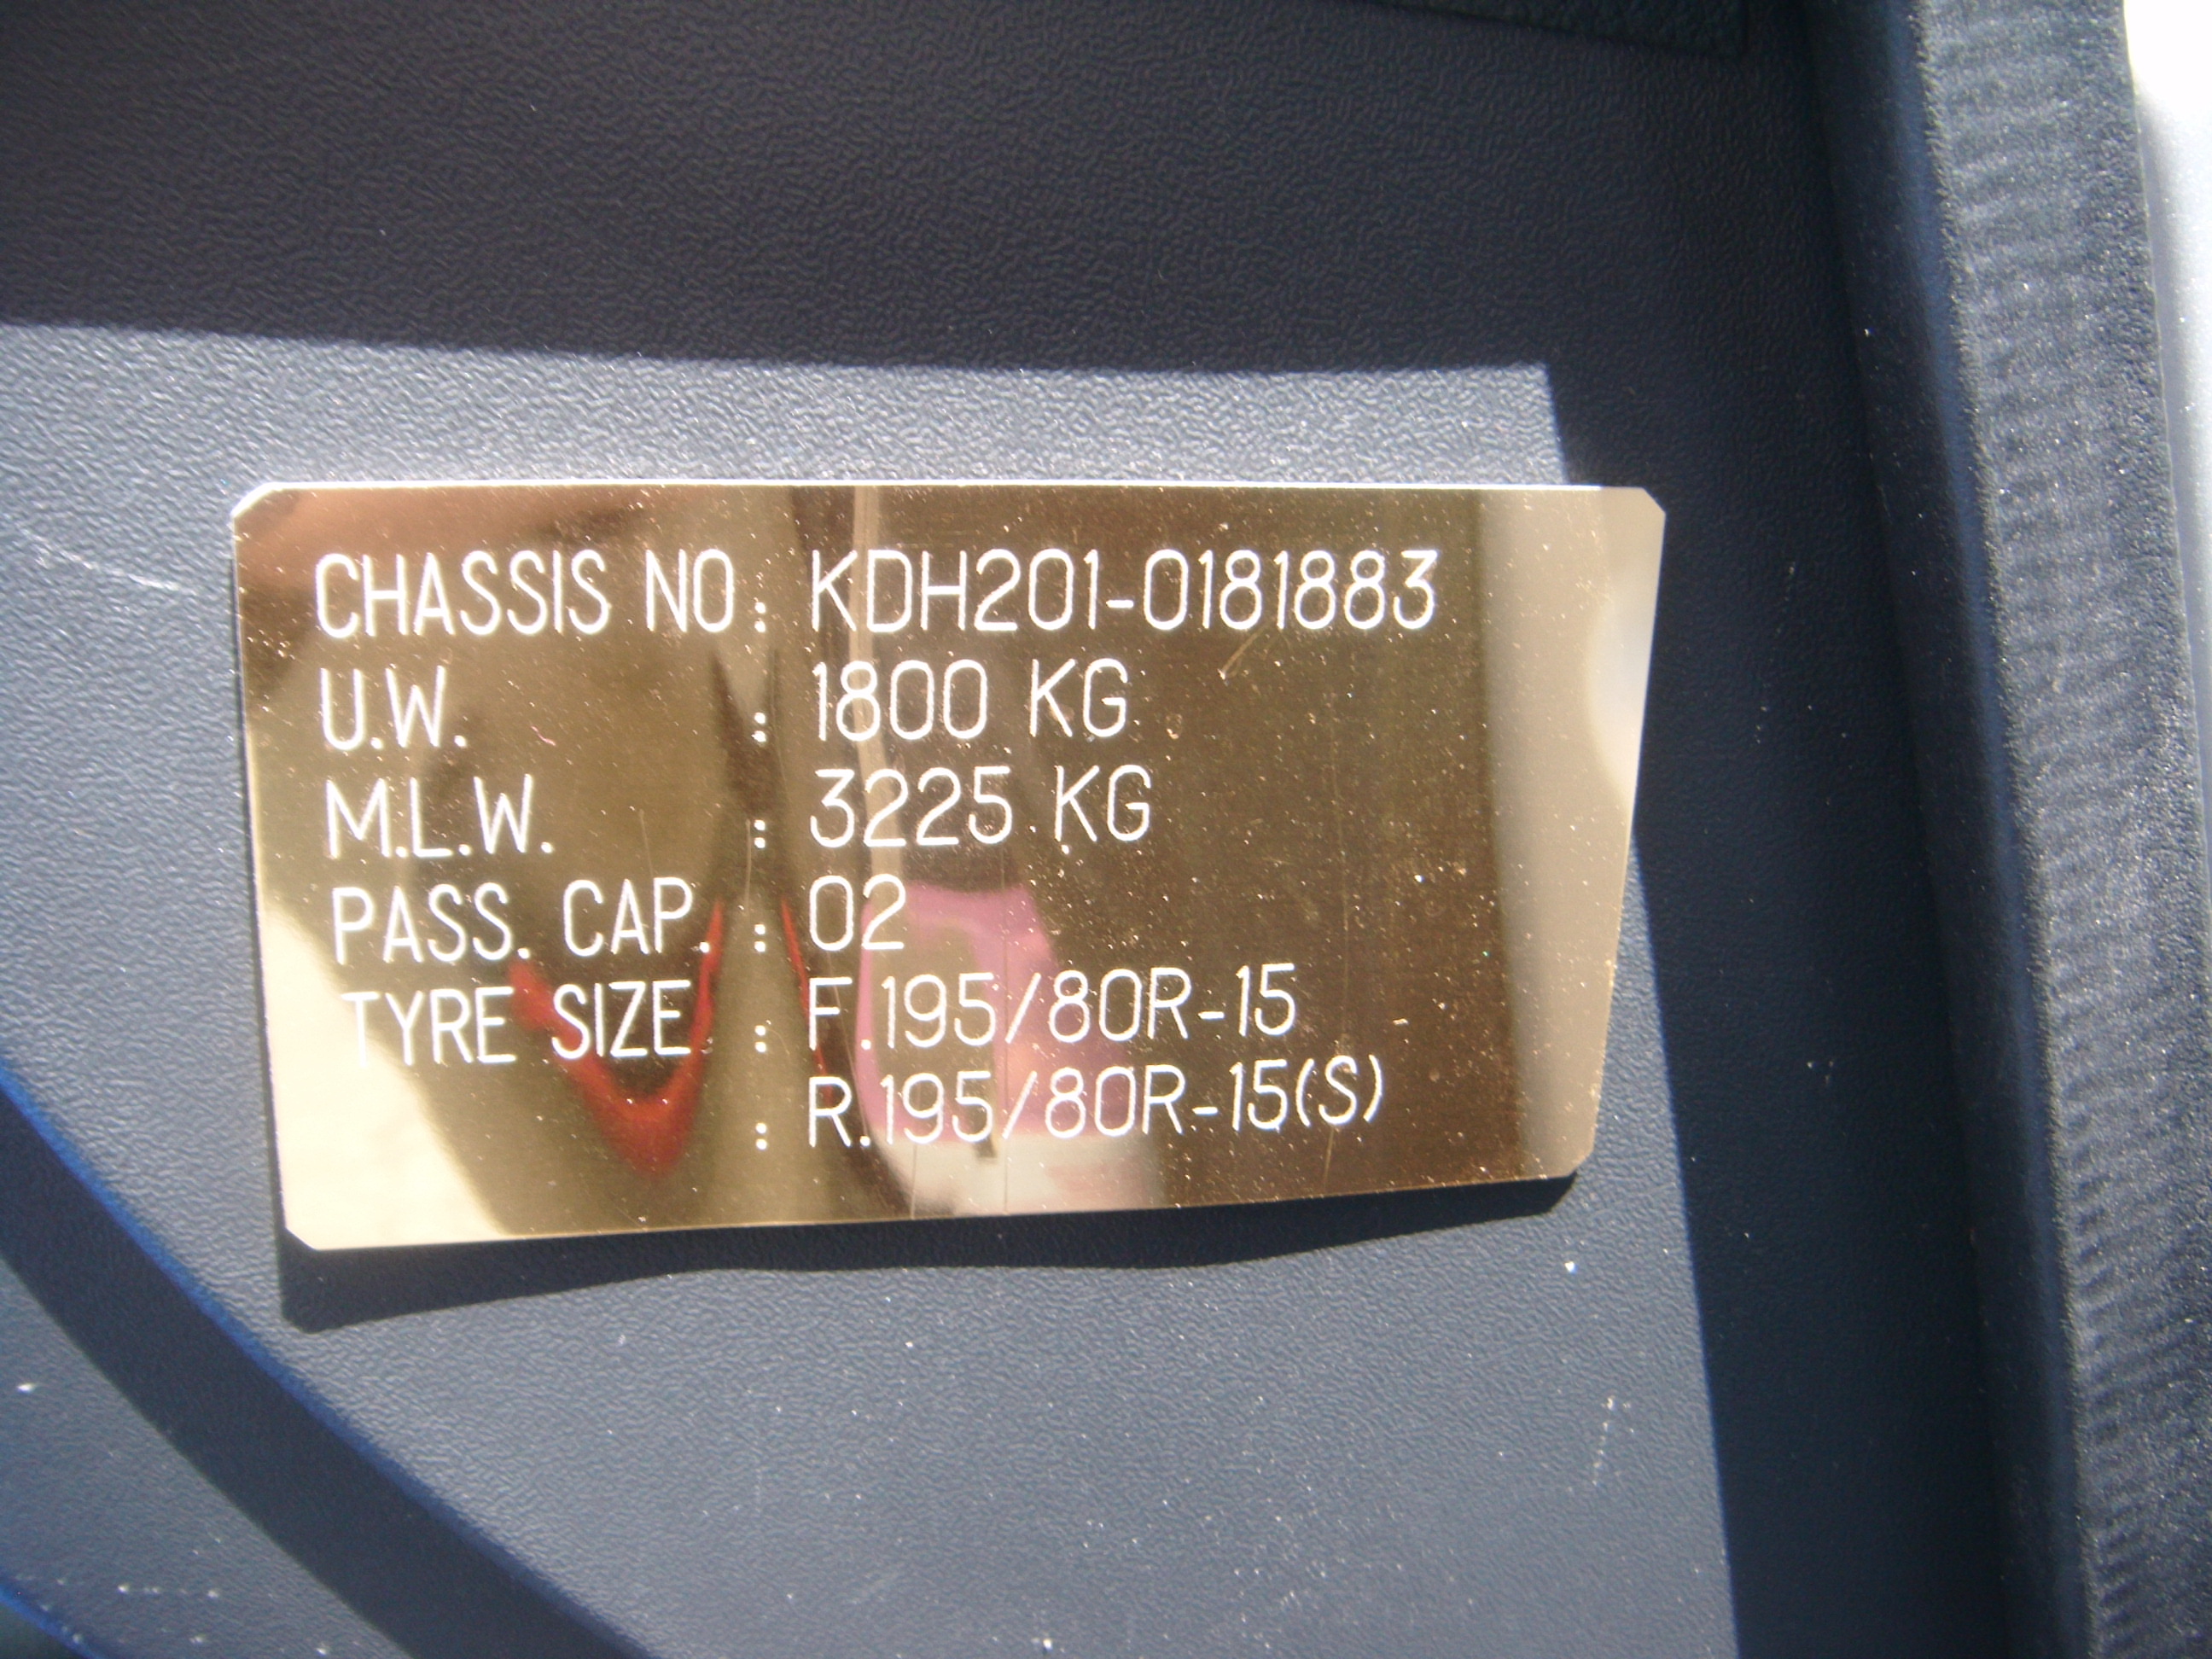 CHASSIS NO. : KDH201-0181883
U.W. : 1800 KG
M.L.W. : 3225 KG
PASS. CAP. : 02
TYRE SIZE. : F.195/80R-15
: R.195/80R-15(S)